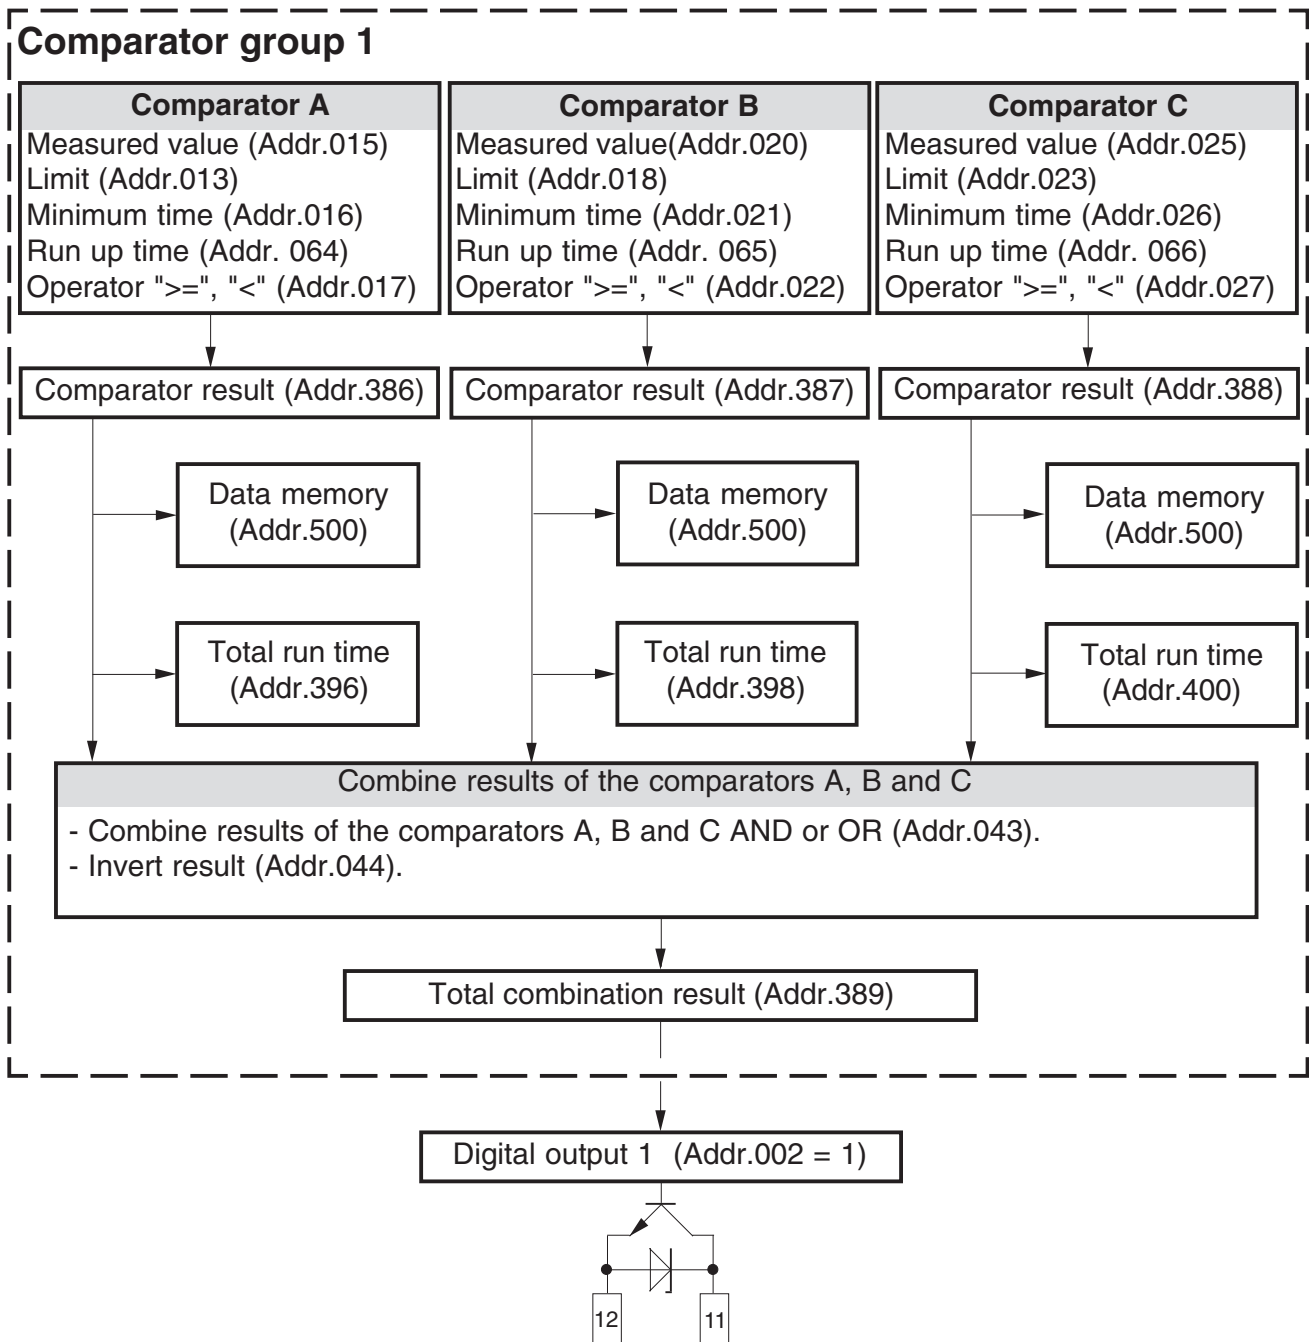 Comparator group 1
Comparator A
Measured value (Addr.015)
Limit (Addr.013)
Minimum time (Addr.016)
Run up time (Addr. 064)
Operator ">=", "<" (Addr.017)
Comparator B
Measured value(Addr.020)
Limit (Addr.018)
Minimum time (Addr.021)
Run up time (Addr. 065)
Operator ">=", "<" (Addr.022)
Comparator C
Measured value (Addr.025)
Limit (Addr.023)
Minimum time (Addr.026)
Run up time (Addr. 066)
Operator ">=", "<" (Addr.027)
Comparator result (Addr.386)
Comparator result (Addr.387)
Comparator result (Addr.388)
Data memory
(Addr.500)
Data memory
(Addr.500)
Data memory
(Addr.500)
Total run time
(Addr.396)
Total run time
(Addr.398)
Total run time
(Addr.400)
Combine results of the comparators A, B and C
- Combine results of the comparators A, B and C AND or OR (Addr.043).
- Invert result (Addr.044).
Total combination result (Addr.389)
Digital output 1 (Addr.002 = 1)
12
11